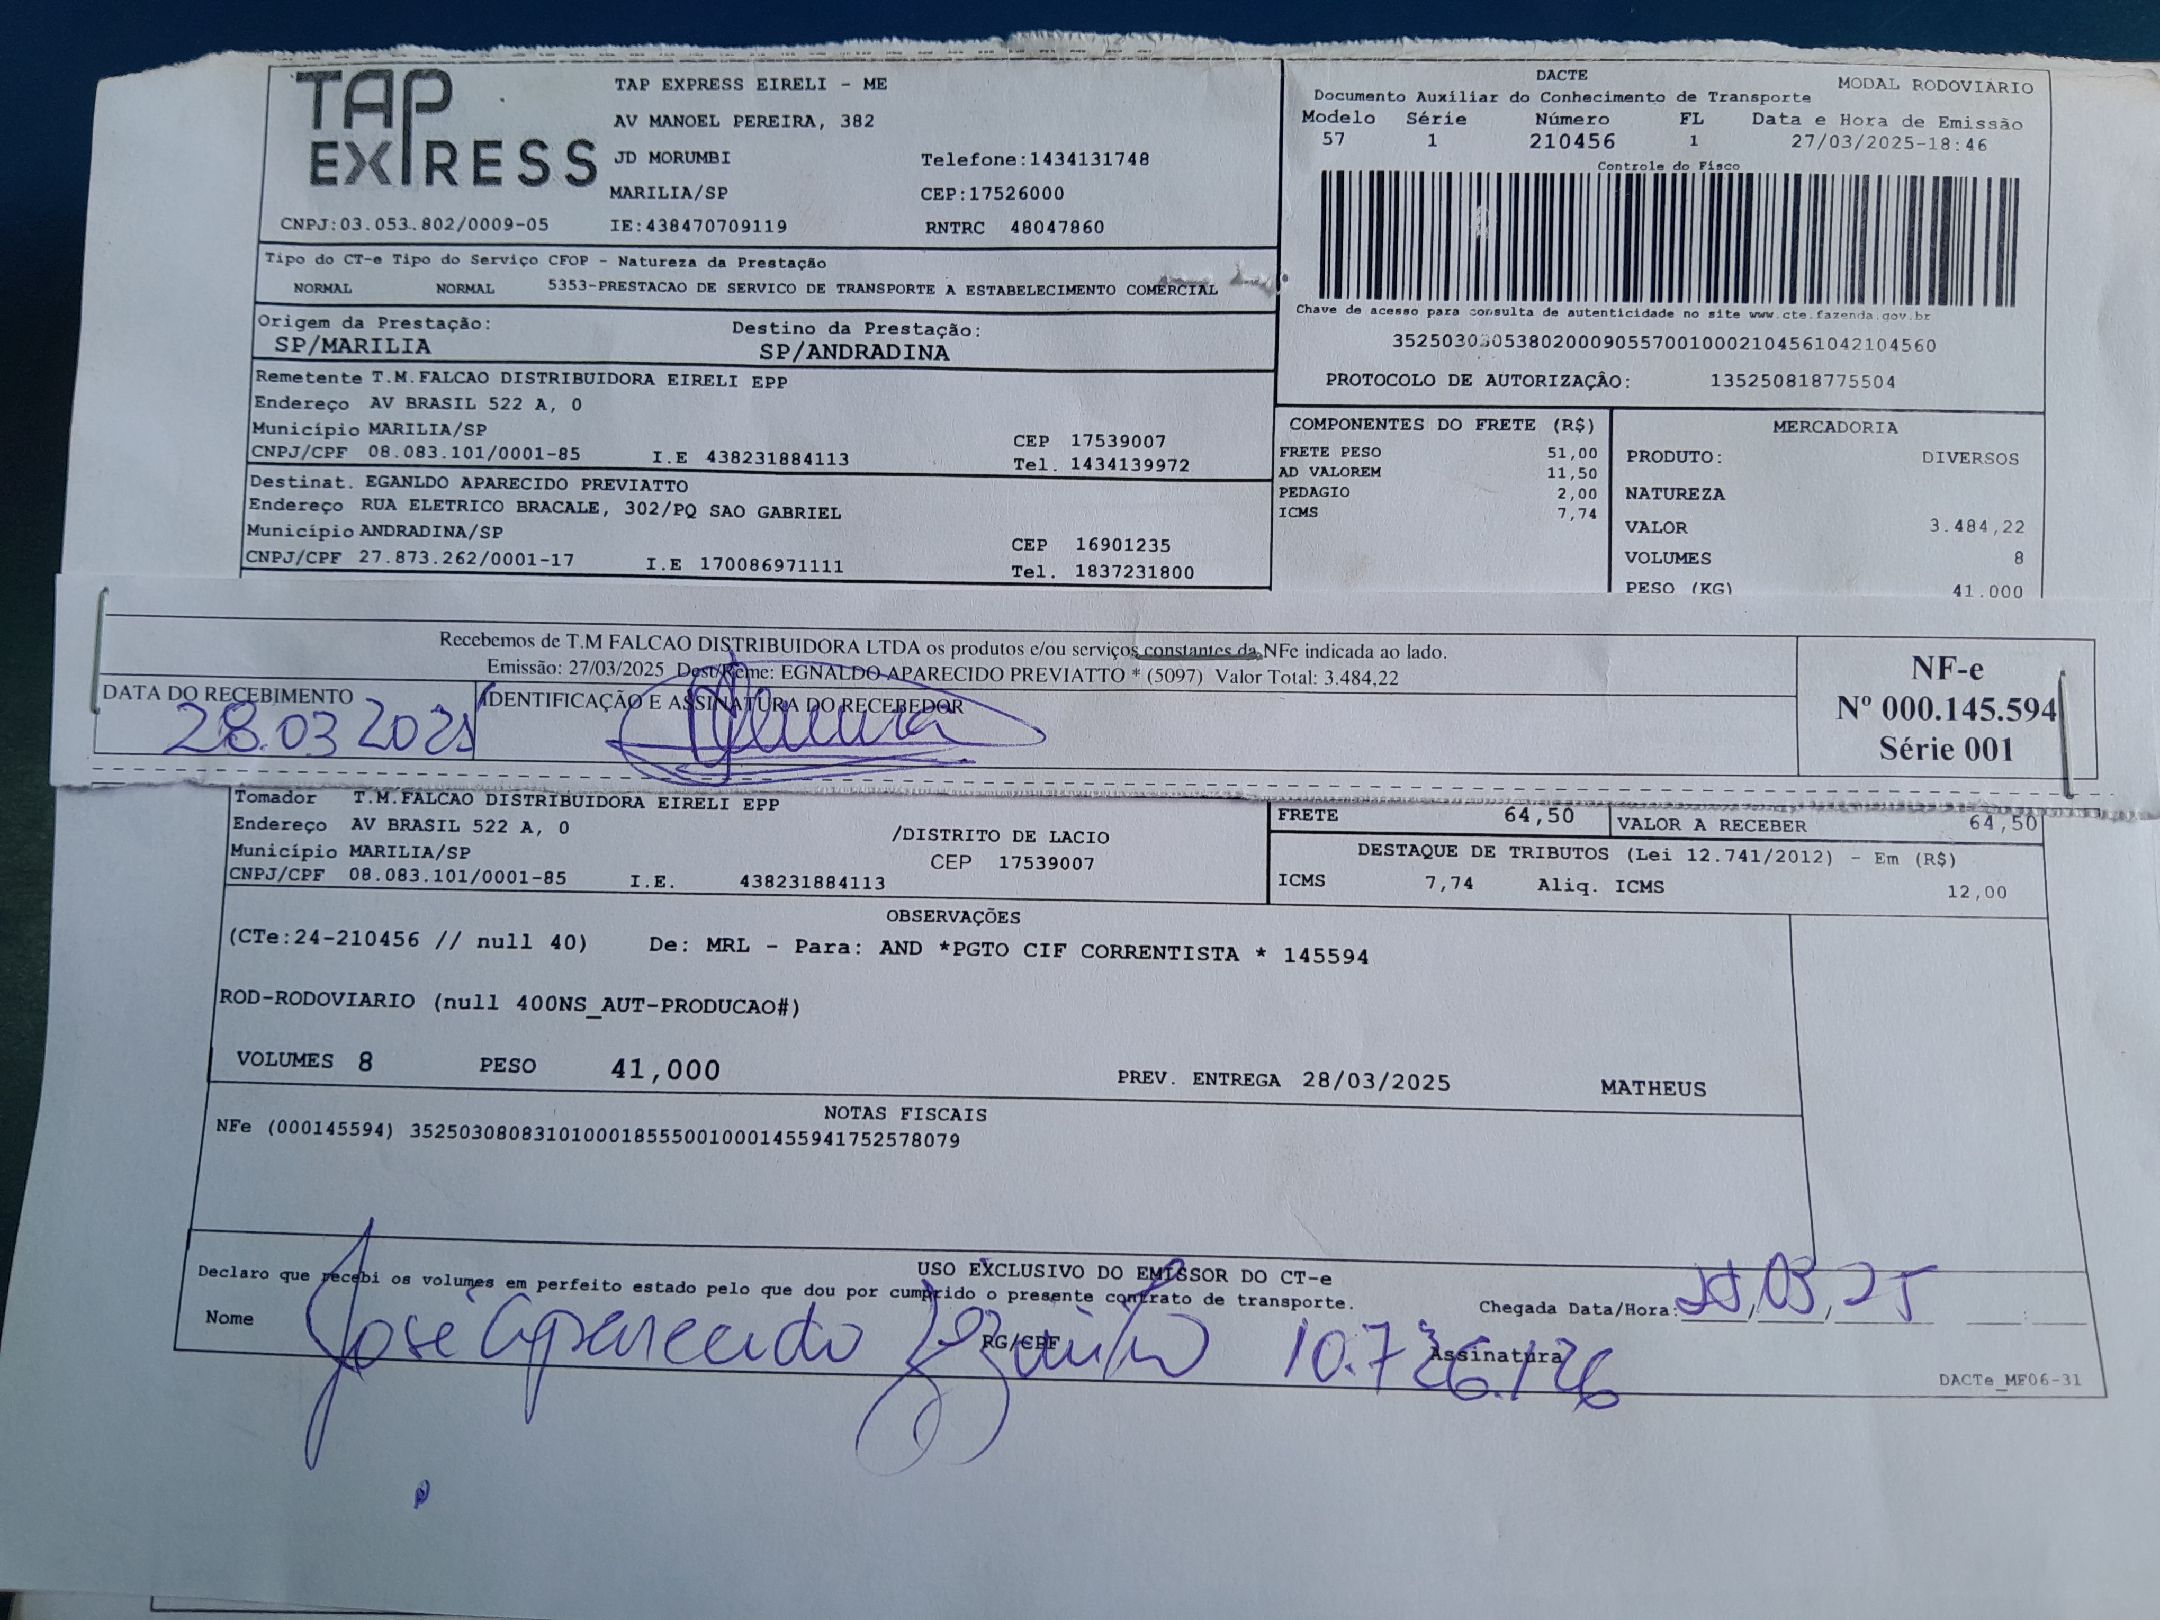 TAP EXPRESS
TAP EXPRESS EIRELI - ME
AV MANOEL PEREIRA, 382
JD MORUMBI Telefone:1434131748
MARILIA/SP CEP:17526000
CNPJ:03.053.802/0009-05 IE:438470709119 RNTRC 48047860
DACTE MODAL RODOVIÁRIO
Documento Auxiliar do Conhecimento de Transporte
Modelo Série Número FL Data e Hora de Emissão
57 1 210456 1 27/03/2025-18:46
Controle do Fisco
Chave de acesso para consulta de autenticidade no site www.cte.fazenda.gov.br
PROTOCOLO DE AUTORIZAÇÃO: 135250818775504
Tipo do CT-e Tipo do Serviço CFOP - Natureza da Prestação
NORMAL NORMAL 5353-PRESTACAO DE SERVICO DE TRANSPORTE A ESTABELECIMENTO COMERCIAL
Origem da Prestação: Destino da Prestação:
SP/MARILIA SP/ANDRADINA
Remetente T.M.FALCAO DISTRIBUIDORA EIRELI EPP
Endereço AV BRASIL 522 A, 0
Município MARILIA/SP CEP 17539007
CNPJ/CPF 08.083.101/0001-85 I.E 438231884113 Tel. 1434139972
Destinat. EGANLDO APARECIDO PREVIATTO
Endereço RUA ELETRICO BRACALE, 302/PQ SAO GABRIEL
Município ANDRADINA/SP CEP 16901235
CNPJ/CPF 27.873.262/0001-17 I.E 170086971111 Tel. 1837231800
COMPONENTES DO FRETE (R$)
FRETE PESO 51,00
AD VALOREM 11,50
PEDAGIO 2,00
ICMS 7,74
MERCADORIA
PRODUTO: DIVERSOS
NATUREZA
VALOR 3.484,22
VOLUMES 8
PESO (KG) 41.000
Recebemos de T.M FALCAO DISTRIBUIDORA LTDA os produtos e/ou serviços constantes da NFe indicada ao lado.
Emissão: 27/03/2025 Dest/Reme: EGNALDO APARECIDO PREVIATTO * (5097) Valor Total: 3.484,22
DATA DO RECEBIMENTO IDENTIFICAÇÃO E ASSINATURA DO RECEBEDOR
28.03 2025
NF-e
Nº 000.145.594
Série 001
Tomador T.M.FALCAO DISTRIBUIDORA EIRELI EPP
Endereço AV BRASIL 522 A, 0 /DISTRITO DE LACIO
Município MARILIA/SP CEP 17539007
CNPJ/CPF 08.083.101/0001-85 I.E. 438231884113
FRETE 64,50 VALOR A RECEBER 64,50
DESTAQUE DE TRIBUTOS (Lei 12.741/2012) - Em (R$)
ICMS 7,74 Aliq. ICMS 12,00
OBSERVAÇÕES
(CTe:24-210456 // null 40) De: MRL - Para: AND *PGTO CIF CORRENTISTA * 145594
ROD-RODOVIARIO (null 400NS_AUT-PRODUCAO#)
VOLUMES 8 PESO 41,000 PREV. ENTREGA 28/03/2025 MATHEUS
NOTAS FISCAIS
NFe (000145594) 35250308083101000185550010001455941752578079
USO EXCLUSIVO DO EMISSOR DO CT-e
Declaro que recebi os volumes em perfeito estado pelo que dou por cumprido o presente contrato de transporte.
Chegada Data/Hora:
Nome RG/CPF Assinatura
José Aparecido 10.726.126
DACTe_MF06-31